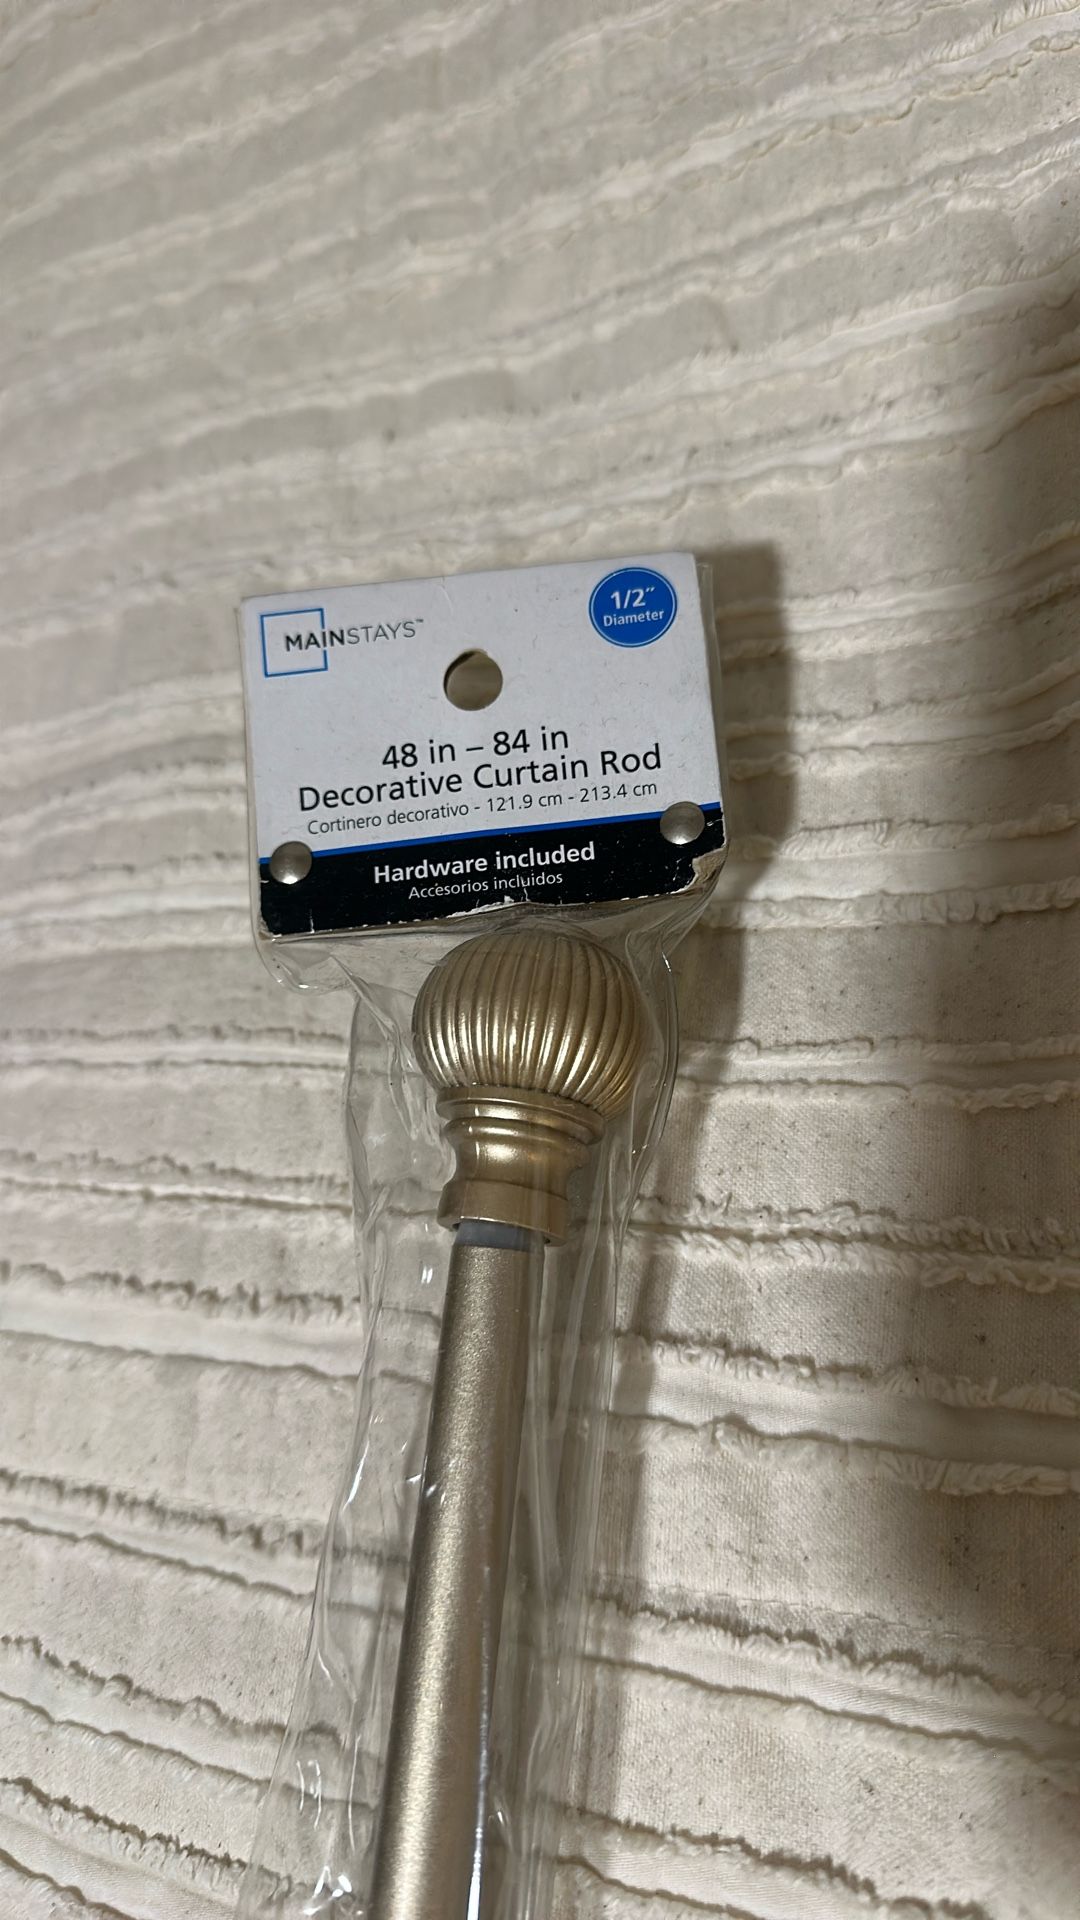 MAINSTAYS™
1/2"
Diameter
48 in – 84 in
Decorative Curtain Rod
Cortinero decorativo - 121.9 cm - 213.4 cm
Hardware included
Accesorios incluidos